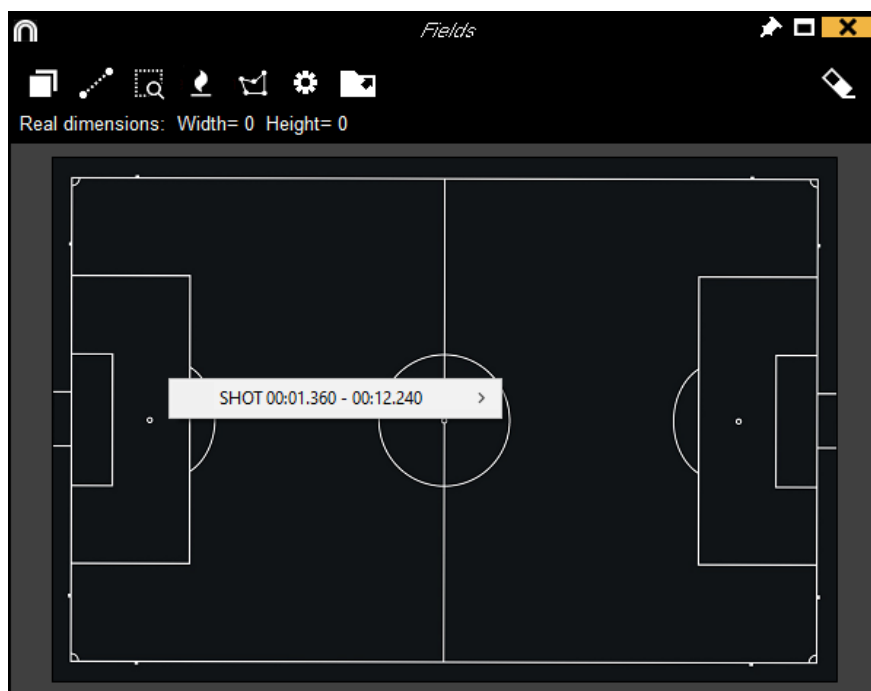 Fields
Real dimensions: Width= 0 Height= 0
SHOT 00:01.360 - 00:12.240